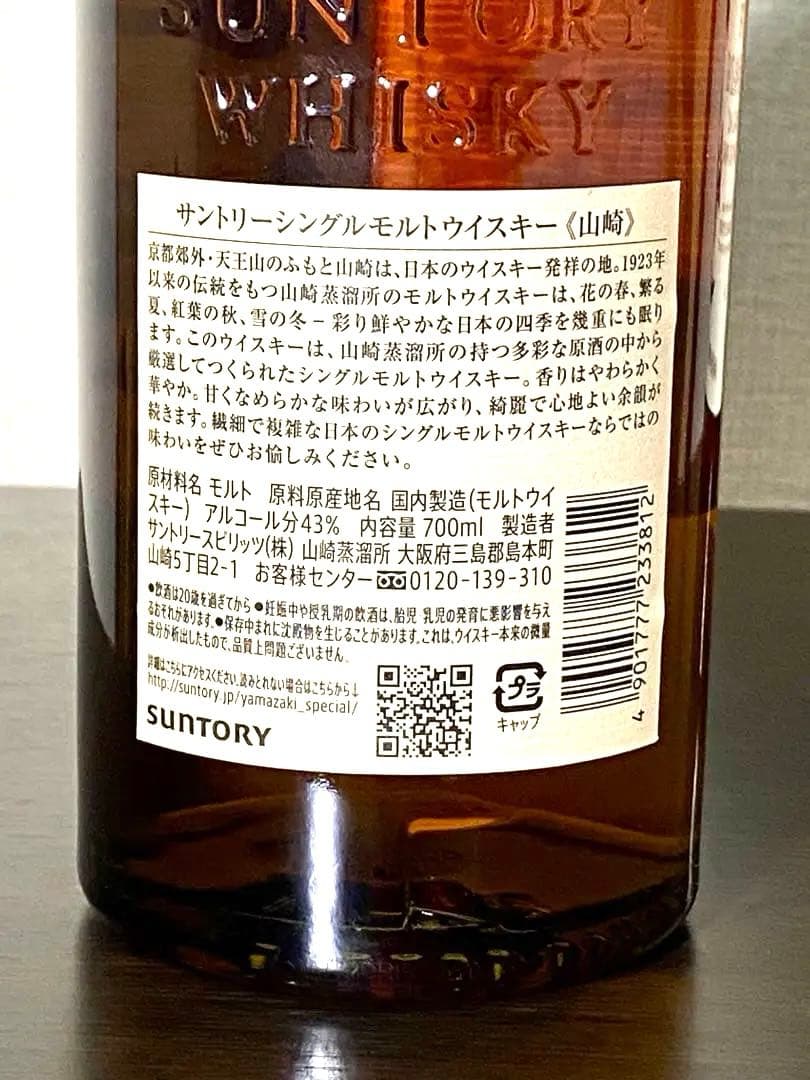 SUNTORY
WHISKY
サントリーシングルモルトウイスキー《山崎》
京都郊外・天王山のふもと山崎は、日本のウイスキー発祥の地。1923年
以来の伝統をもつ山崎蒸溜所のモルトウイスキーは、花の春、繁る
夏、紅葉の秋、雪の冬－彩り鮮やかな日本の四季を幾重にも眠り
ます。このウイスキーは、山崎蒸溜所の持つ多彩な原酒の中から
厳選してつくられたシングルモルトウイスキー。香りはやわらかく
華やか。甘くなめらかな味わいが広がり、綺麗で心地よい余韻が
続きます。繊細で複雑な日本のシングルモルトウイスキーならではの
味わいをぜひお愉しみください。
原材料名 モルト 原料原産地名 国内製造(モルトウイ
スキー) アルコール分43% 内容量 700ml 製造者
サントリースピリッツ(株) 山崎蒸溜所 大阪府三島郡島本町
山崎5丁目2-1 お客様センター 0120-139-310
●飲酒は20歳を過ぎてから ●妊娠中や授乳期の飲酒は、胎児 乳児の発育に悪影響を与え
るおそれがあります。●保存中まれに沈殿物を生じることがあります。これは、ウイスキー本来の微量
成分が析出したもので、品質上問題ございません。
詳細はこちらにアクセスください。読みとれない場合はこちらから↓
http://suntory.jp/yamazaki_special/
SUNTORY
プラ
キャップ
4 901777 233812